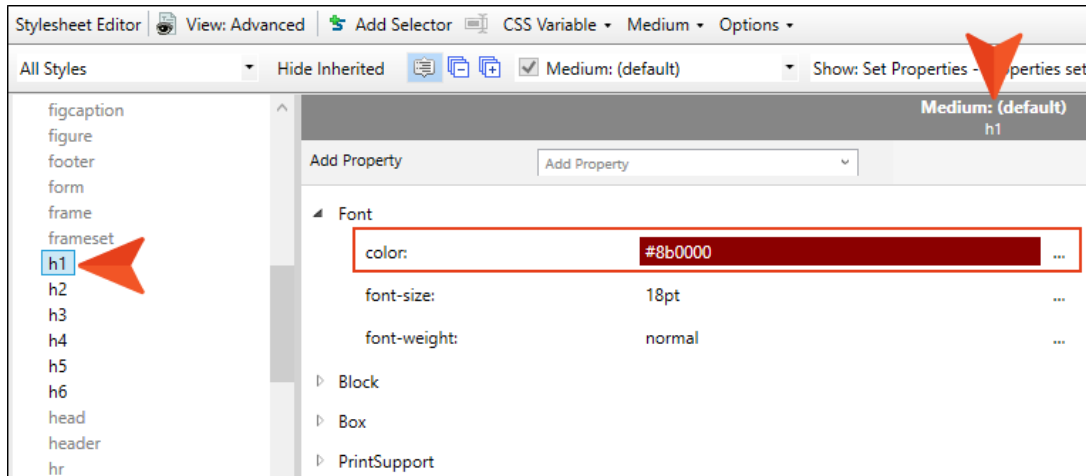 Stylesheet Editor View: Advanced Add Selector CSS Variable Medium Options
All Styles Hide Inherited Medium: (default) Show: Set Properties - Properties set
figcaption
figure
footer
form
frame
frameset
h1
h2
h3
h4
h5
h6
head
header
hr
Medium: (default)
h1
Add Property Add Property
Font
color: #8b0000 ...
font-size: 18pt ...
font-weight: normal ...
Block
Box
PrintSupport